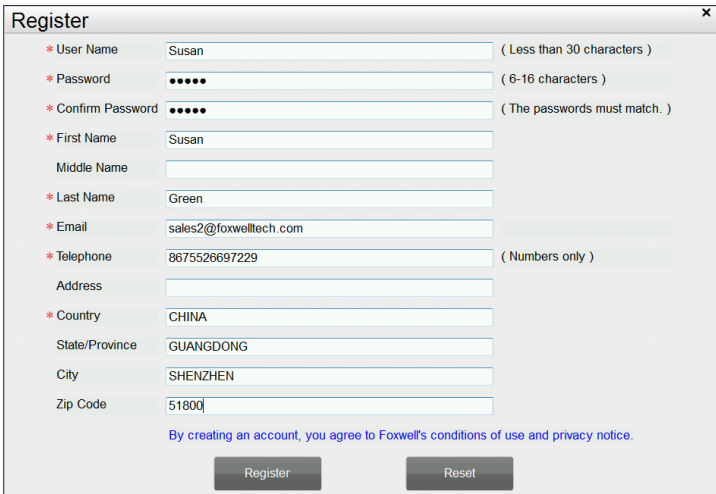 Register ×
* User Name Susan ( Less than 30 characters )
* Password ●●●●● ( 6-16 characters )
* Confirm Password ●●●●● ( The passwords must match. )
* First Name Susan
Middle Name
* Last Name Green
* Email sales2@foxwelltech.com
* Telephone 8675526697229 ( Numbers only )
Address
* Country CHINA
State/Province GUANGDONG
City SHENZHEN
Zip Code 51800
By creating an account, you agree to Foxwell's conditions of use and privacy notice.
Register Reset